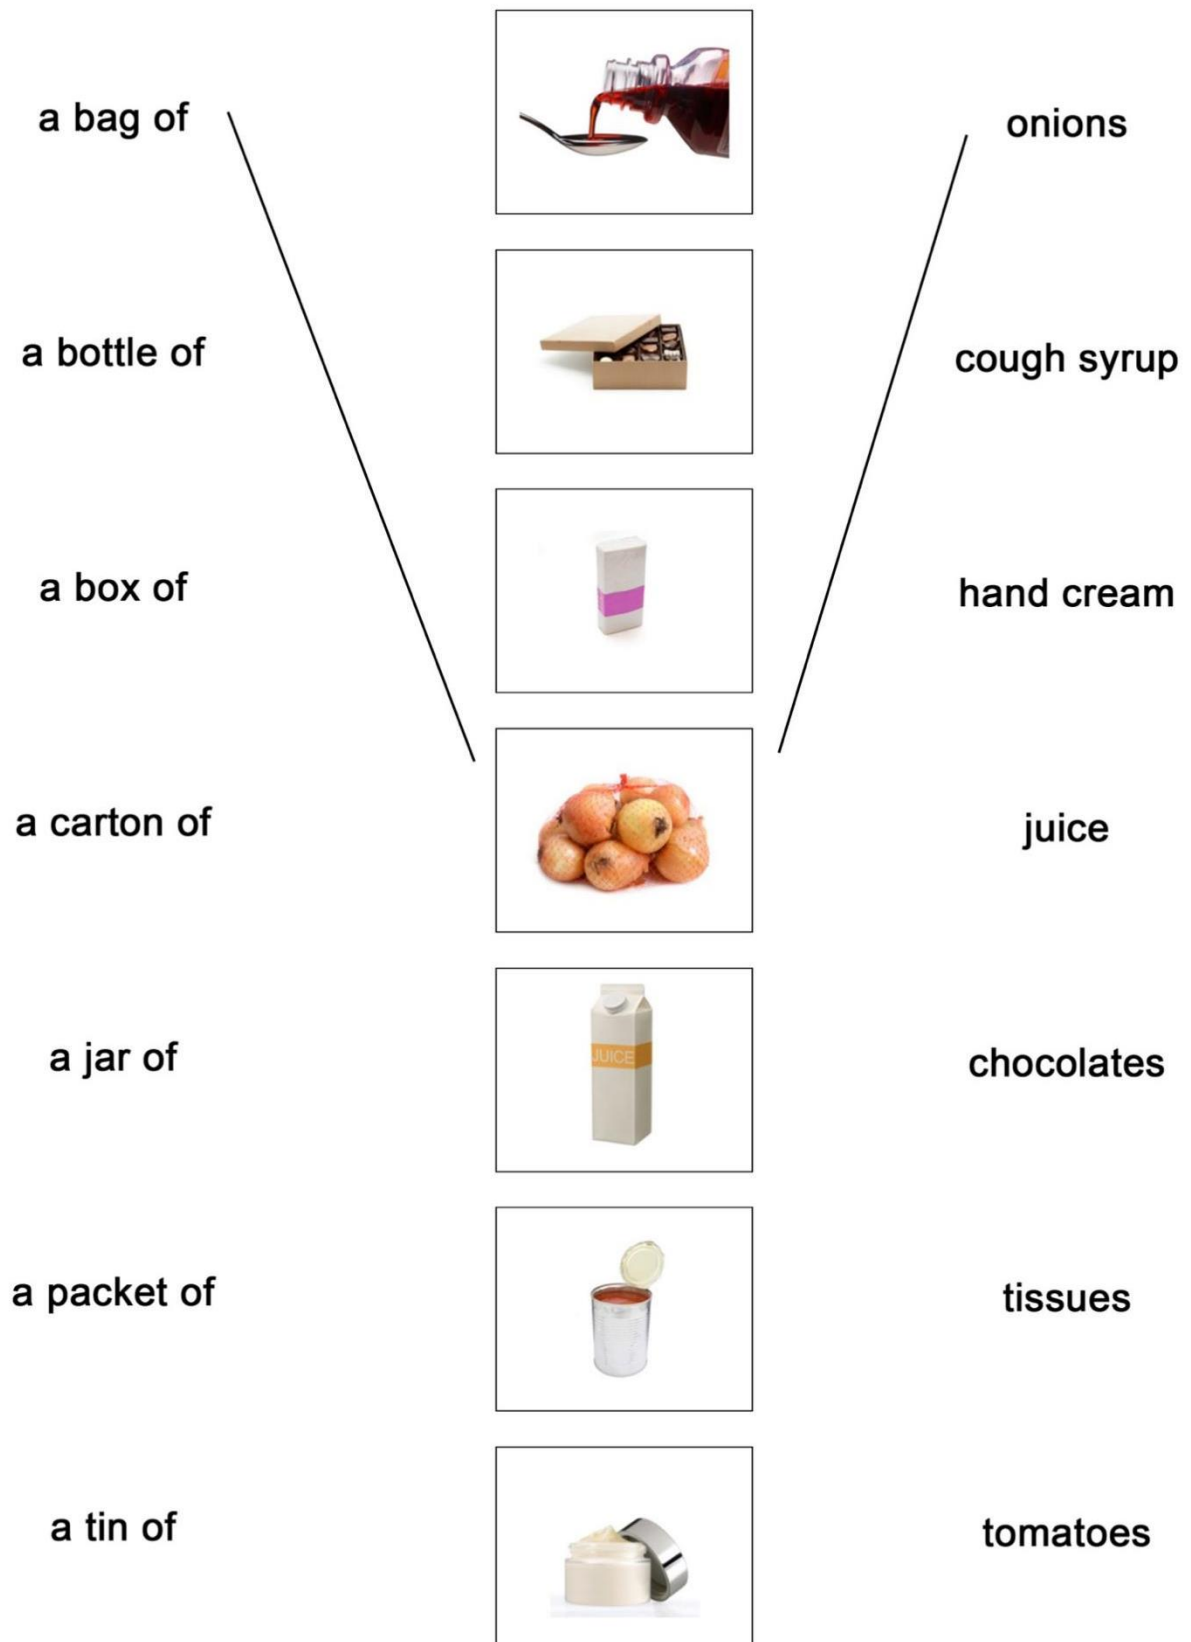 a bag of
onions
a bottle of
cough syrup
a box of
hand cream
a carton of
juice
a jar of
JUICE
chocolates
a packet of
tissues
a tin of
tomatoes